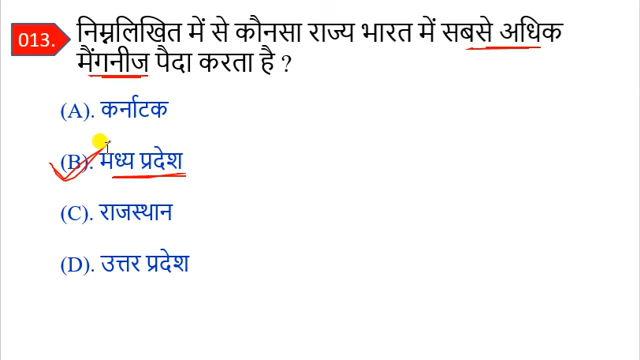 013. निम्नलिखित में से कौनसा राज्य भारत में सबसे अधिक
मैंगनीज पैदा करता है ?
(A). कर्नाटक
(B). मध्य प्रदेश
(C). राजस्थान
(D). उत्तर प्रदेश